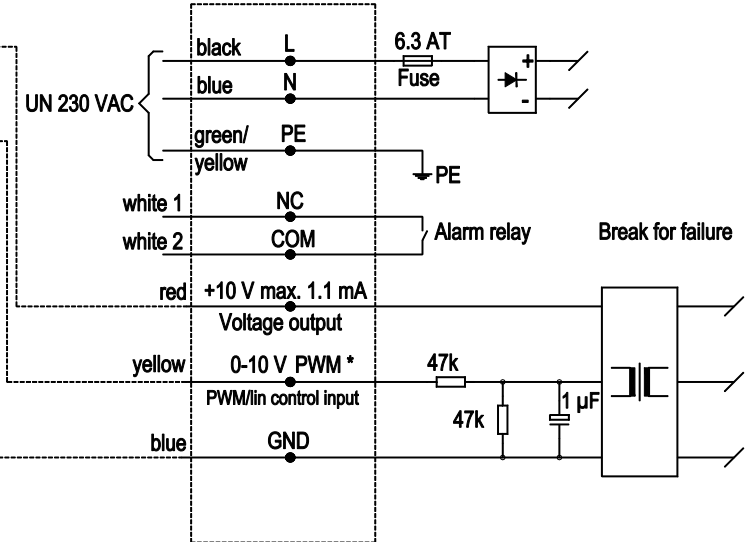 black L 6.3 AT
Fuse
+
UN 230 VAC
blue N
-
green/ PE
yellow
PE
white 1 NC
white 2 COM
Alarm relay Break for failure
red +10 V max. 1.1 mA
Voltage output
yellow 0-10 V PWM * 47k
PWM/lin control input
47k 1 µF
blue GND